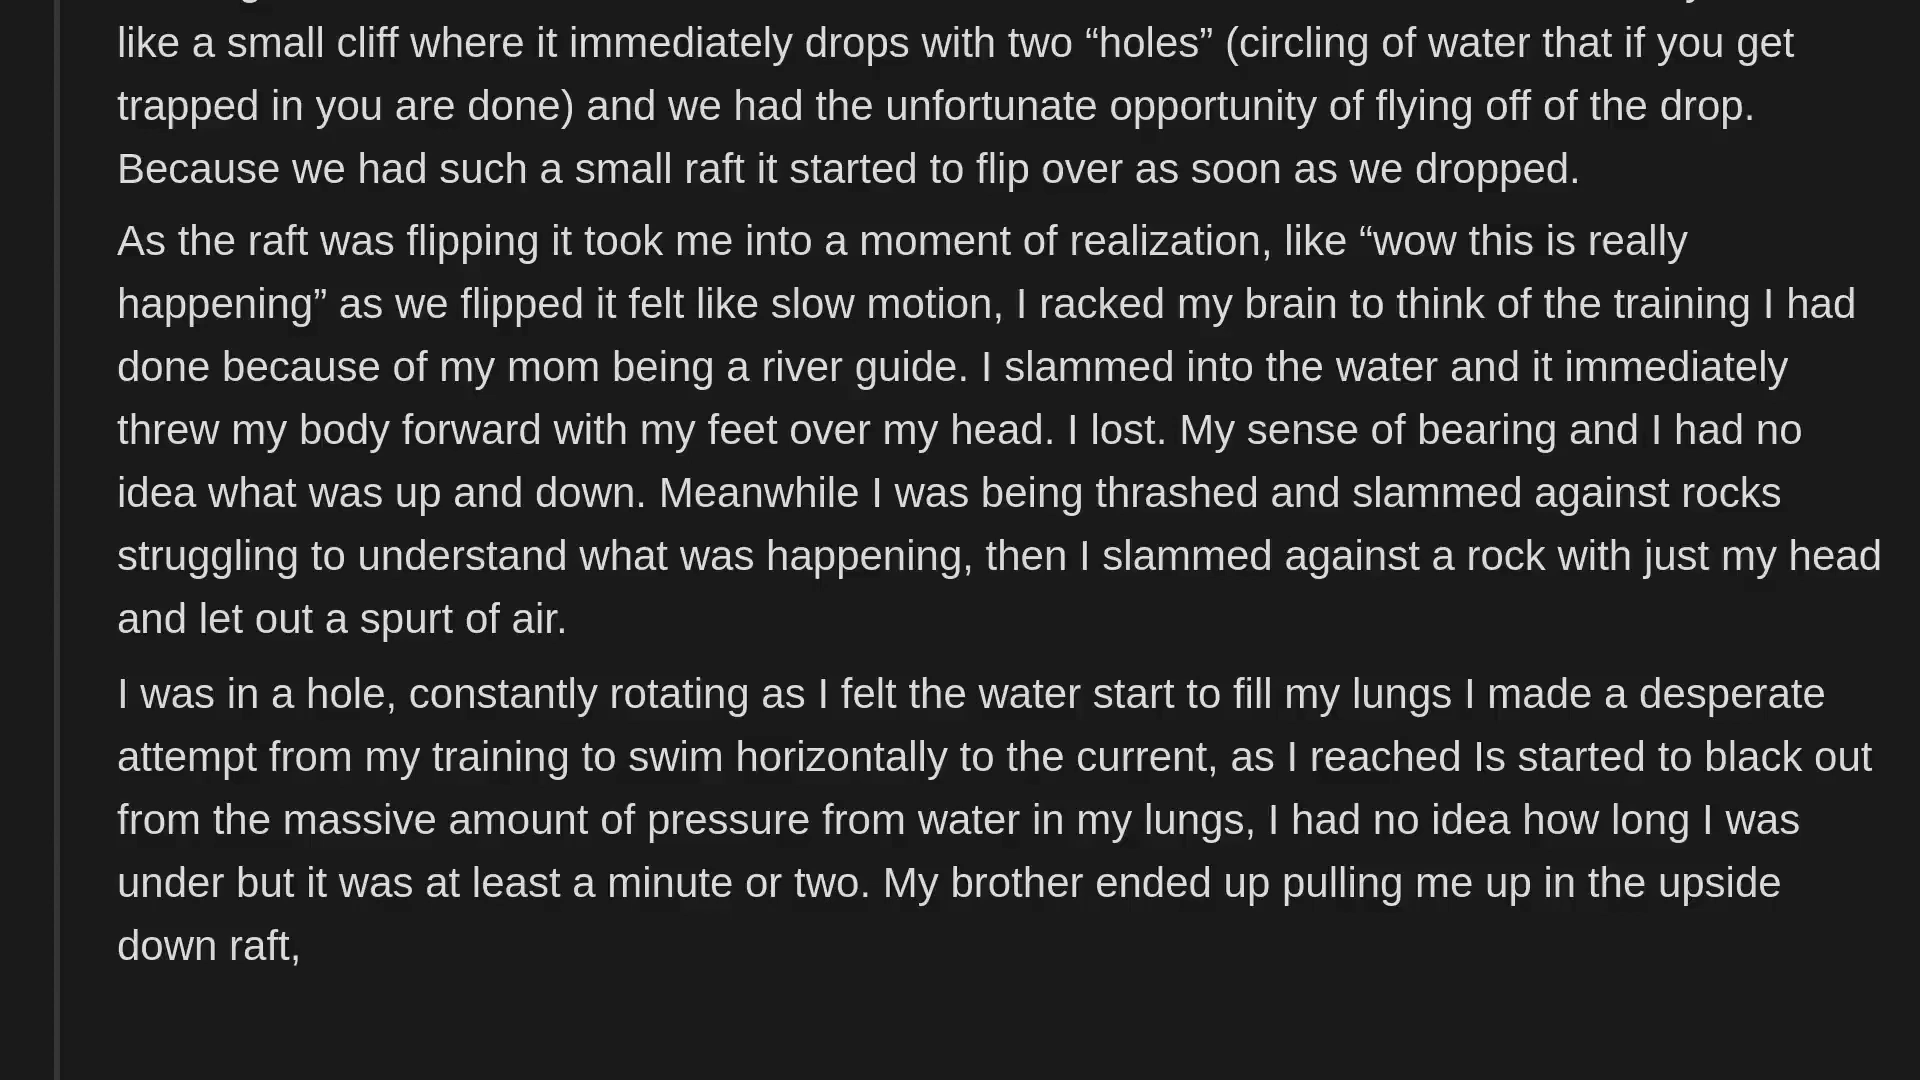 like a small cliff where it immediately drops with two “holes” (circling of water that if you get
trapped in you are done) and we had the unfortunate opportunity of flying off of the drop.
Because we had such a small raft it started to flip over as soon as we dropped.
As the raft was flipping it took me into a moment of realization, like “wow this is really
happening” as we flipped it felt like slow motion, I racked my brain to think of the training I had
done because of my mom being a river guide. I slammed into the water and it immediately
threw my body forward with my feet over my head. I lost. My sense of bearing and I had no
idea what was up and down. Meanwhile I was being thrashed and slammed against rocks
struggling to understand what was happening, then I slammed against a rock with just my head
and let out a spurt of air.
I was in a hole, constantly rotating as I felt the water start to fill my lungs I made a desperate
attempt from my training to swim horizontally to the current, as I reached Is started to black out
from the massive amount of pressure from water in my lungs, I had no idea how long I was
under but it was at least a minute or two. My brother ended up pulling me up in the upside
down raft,